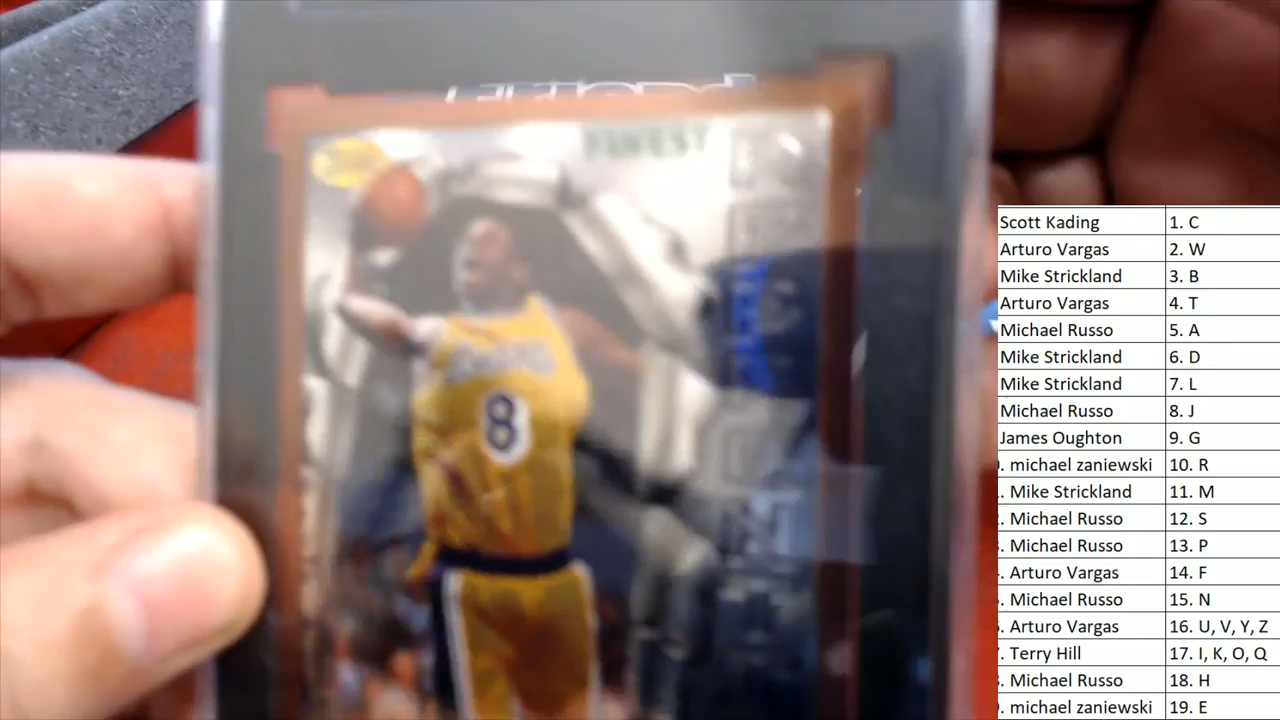 FINEST
8
Scott Kading 1. C
Arturo Vargas 2. W
Mike Strickland 3. B
Arturo Vargas 4. T
Michael Russo 5. A
Mike Strickland 6. D
Mike Strickland 7. L
Michael Russo 8. J
James Oughton 9. G
. michael zaniewski 10. R
. Mike Strickland 11. M
. Michael Russo 12. S
. Michael Russo 13. P
. Arturo Vargas 14. F
. Michael Russo 15. N
. Arturo Vargas 16. U, V, Y, Z
. Terry Hill 17. I, K, O, Q
. Michael Russo 18. H
. michael zaniewski 19. E